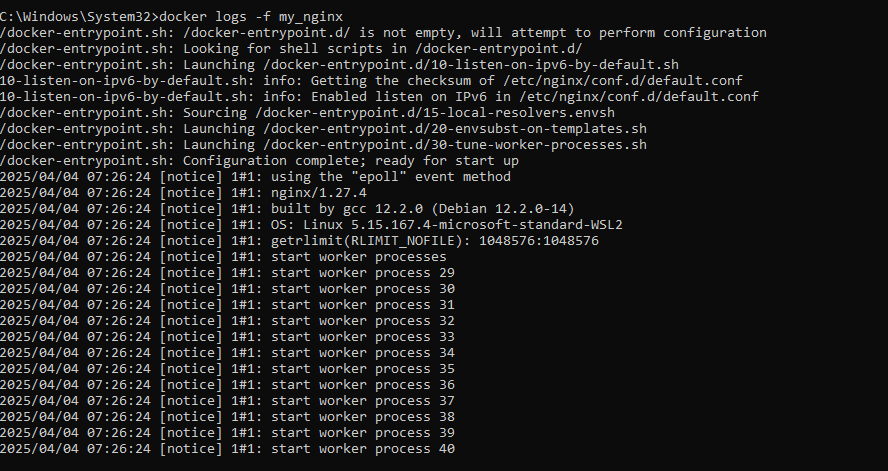 C:\Windows\System32>docker logs -f my_nginx
/docker-entrypoint.sh: /docker-entrypoint.d/ is not empty, will attempt to perform configuration
/docker-entrypoint.sh: Looking for shell scripts in /docker-entrypoint.d/
/docker-entrypoint.sh: Launching /docker-entrypoint.d/10-listen-on-ipv6-by-default.sh
10-listen-on-ipv6-by-default.sh: info: Getting the checksum of /etc/nginx/conf.d/default.conf
10-listen-on-ipv6-by-default.sh: info: Enabled listen on IPv6 in /etc/nginx/conf.d/default.conf
/docker-entrypoint.sh: Sourcing /docker-entrypoint.d/15-local-resolvers.envsh
/docker-entrypoint.sh: Launching /docker-entrypoint.d/20-envsubst-on-templates.sh
/docker-entrypoint.sh: Launching /docker-entrypoint.d/30-tune-worker-processes.sh
/docker-entrypoint.sh: Configuration complete; ready for start up
2025/04/04 07:26:24 [notice] 1#1: using the "epoll" event method
2025/04/04 07:26:24 [notice] 1#1: nginx/1.27.4
2025/04/04 07:26:24 [notice] 1#1: built by gcc 12.2.0 (Debian 12.2.0-14)
2025/04/04 07:26:24 [notice] 1#1: OS: Linux 5.15.167.4-microsoft-standard-WSL2
2025/04/04 07:26:24 [notice] 1#1: getrlimit(RLIMIT_NOFILE): 1048576:1048576
2025/04/04 07:26:24 [notice] 1#1: start worker processes
2025/04/04 07:26:24 [notice] 1#1: start worker process 29
2025/04/04 07:26:24 [notice] 1#1: start worker process 30
2025/04/04 07:26:24 [notice] 1#1: start worker process 31
2025/04/04 07:26:24 [notice] 1#1: start worker process 32
2025/04/04 07:26:24 [notice] 1#1: start worker process 33
2025/04/04 07:26:24 [notice] 1#1: start worker process 34
2025/04/04 07:26:24 [notice] 1#1: start worker process 35
2025/04/04 07:26:24 [notice] 1#1: start worker process 36
2025/04/04 07:26:24 [notice] 1#1: start worker process 37
2025/04/04 07:26:24 [notice] 1#1: start worker process 38
2025/04/04 07:26:24 [notice] 1#1: start worker process 39
2025/04/04 07:26:24 [notice] 1#1: start worker process 40